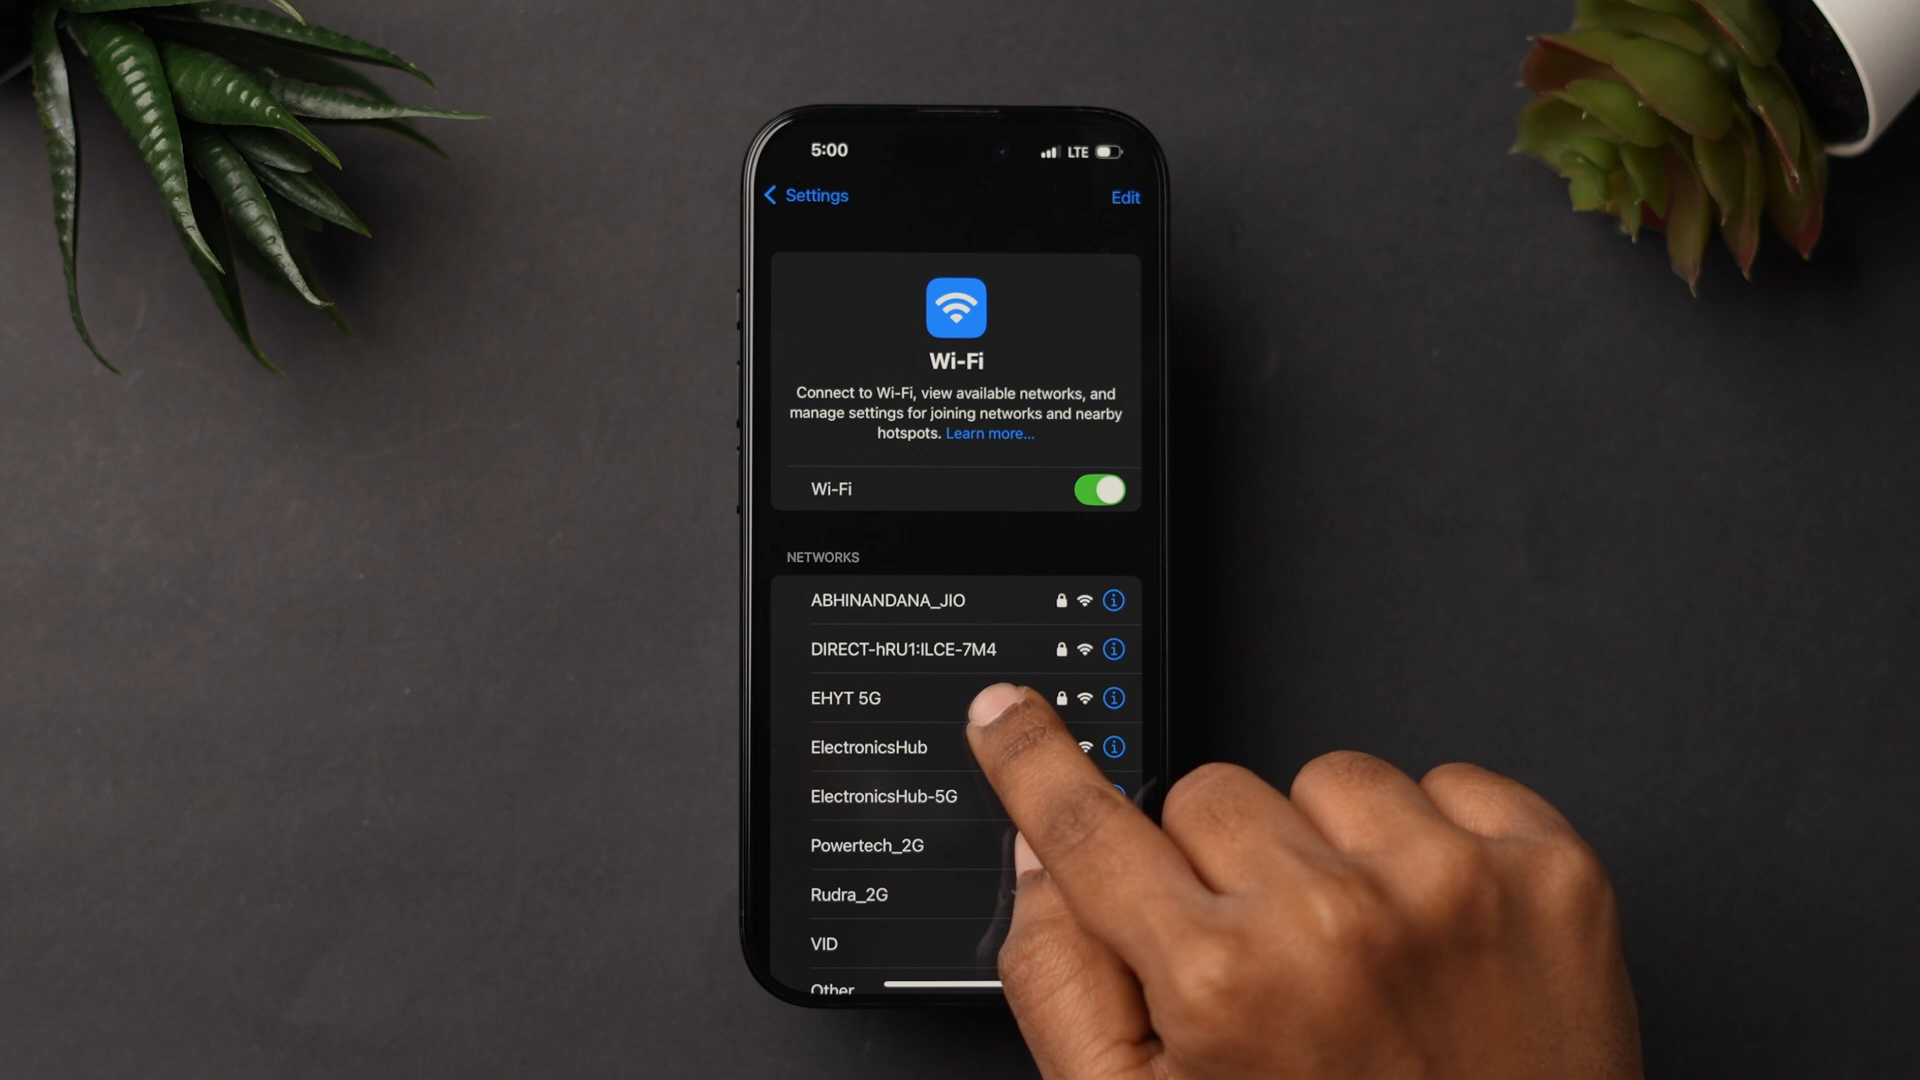 5:00
LTE
Settings
Edit
Wi-Fi
Connect to Wi-Fi, view available networks, and
manage settings for joining networks and nearby
hotspots. Learn more...
Wi-Fi
NETWORKS
ABHINANDANA_JIO
DIRECT-hRU1:ILCE-7M4
EHYT 5G
ElectronicsHub
ElectronicsHub-5G
Powertech_2G
Rudra_2G
VID
Other